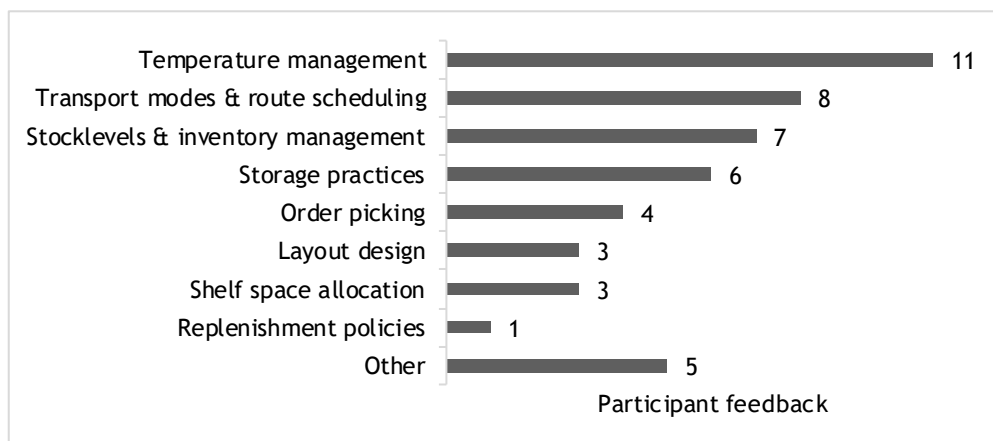 Temperature management 11
Transport modes & route scheduling 8
Stocklevels & inventory management 7
Storage practices 6
Order picking 4
Layout design 3
Shelf space allocation 3
Replenishment policies 1
Other 5
Participant feedback